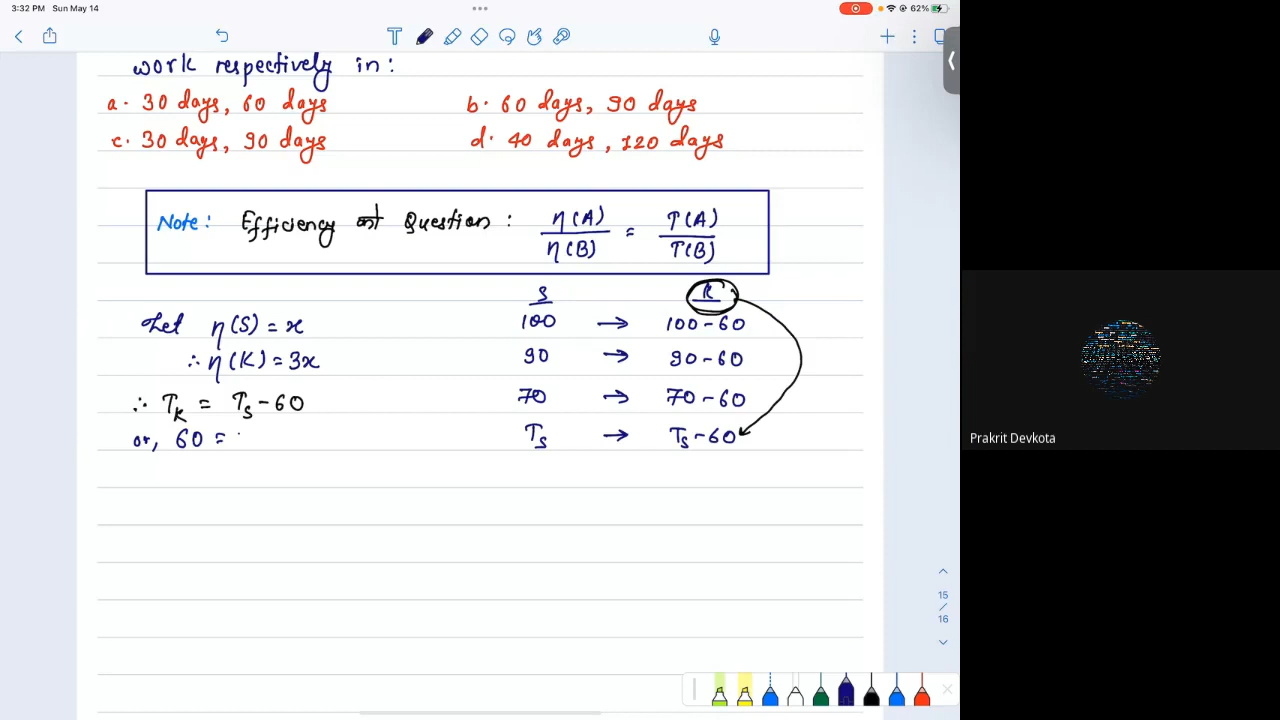 3:32 PM Sun May 14
62%
T
work respectively in:
a. 30 days, 60 days
b. 60 days, 90 days
c. 30 days, 90 days
d. 40 days, 120 days
Note: Efficiency Question: η(A)/η(B) = T(A)/T(B)
S K
Let η(S) = x
100 → 100-60
∴ η(K) = 3x
90 → 90-60
70 → 70-60
∴ T_K = T_S - 60
or, 60 =
T_S → T_S-60
15
/
16
Prakrit Devkota